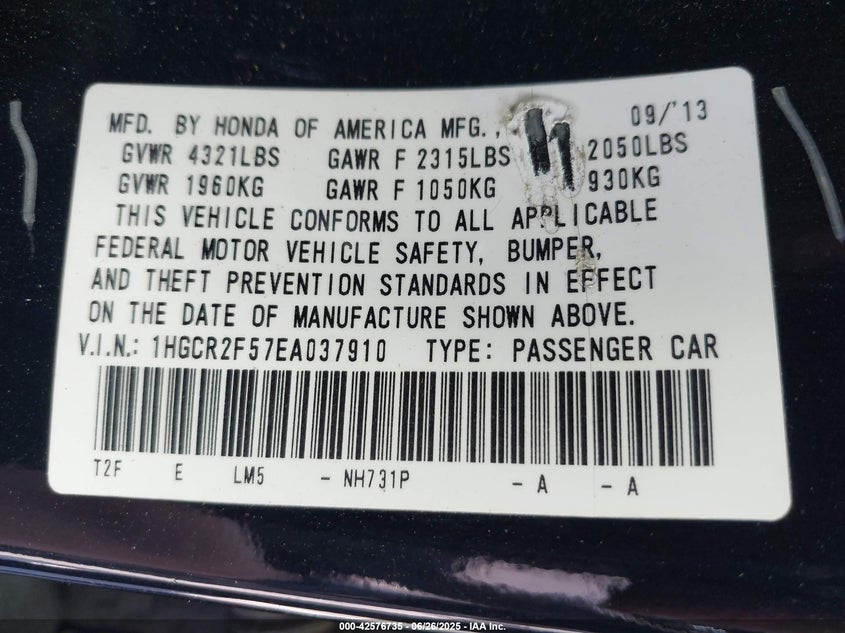 MFD. BY HONDA OF AMERICA MFG., 09/'13
GVWR 4321LBS GAWR F 2315LBS 2050LBS
GVWR 1960KG GAWR F 1050KG 930KG
THIS VEHICLE CONFORMS TO ALL APPLICABLE
FEDERAL MOTOR VEHICLE SAFETY, BUMPER,
AND THEFT PREVENTION STANDARDS IN EFFECT
ON THE DATE OF MANUFACTURE SHOWN ABOVE.
V.I.N.: 1HGCR2F57EA037910 TYPE: PASSENGER CAR
T2F E LM5 - NH731P - A - A
000-42576735 - 06/26/2025 - IAA Inc.